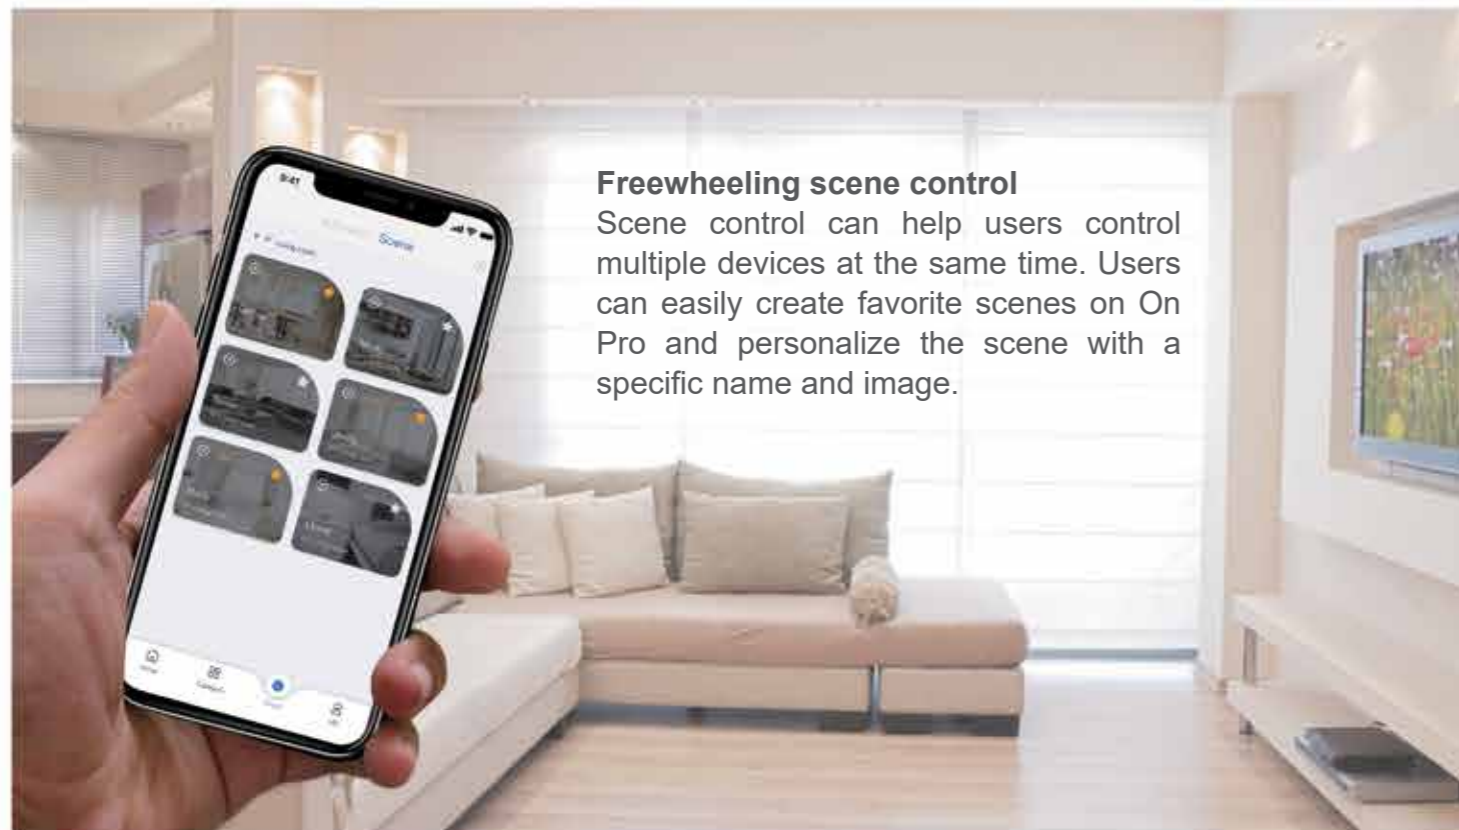 9:41
Scene
Freewheeling scene control
Scene control can help users control
multiple devices at the same time. Users
can easily create favorite scenes on On
Pro and personalize the scene with a
specific name and image.